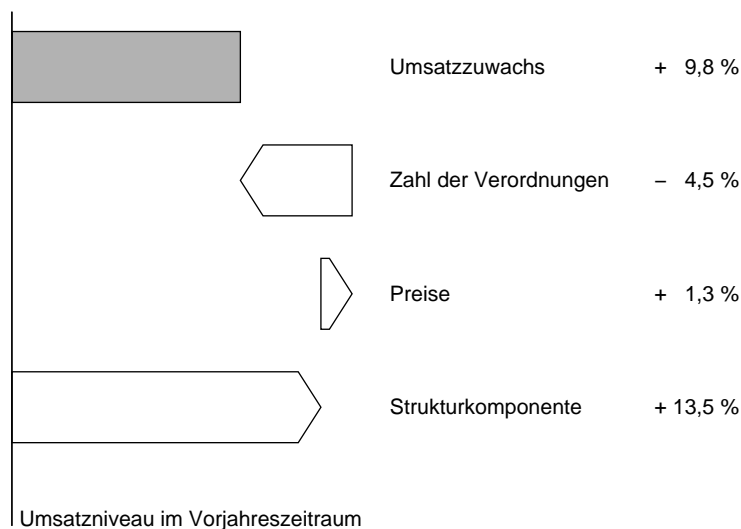 Umsatzzuwachs + 9,8 %
Zahl der Verordnungen – 4,5 %
Preise + 1,3 %
Strukturkomponente + 13,5 %
Umsatzniveau im Vorjahreszeitraum